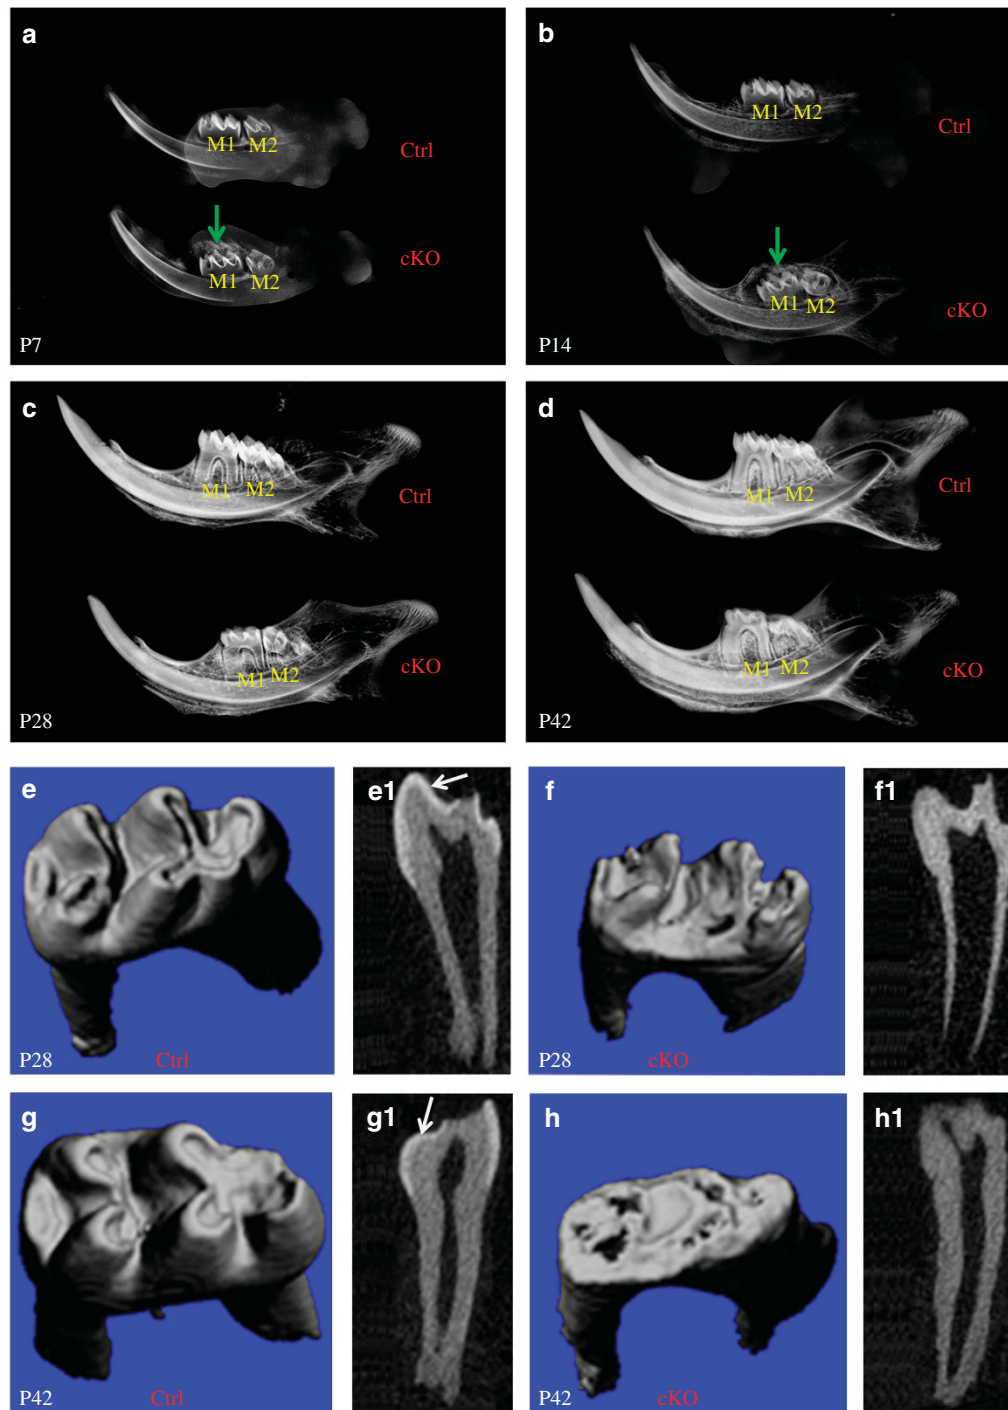 a
M1 M2
Ctrl
M1 M2
cKO
P7
b
M1 M2
Ctrl
M1 M2
cKO
P14
c
M1 M2
Ctrl
M1 M2
cKO
P28
d
M1 M2
Ctrl
M1 M2
cKO
P42
e
P28 Ctrl
e1
f
P28 cKO
f1
g
P42 Ctrl
g1
h
P42 cKO
h1